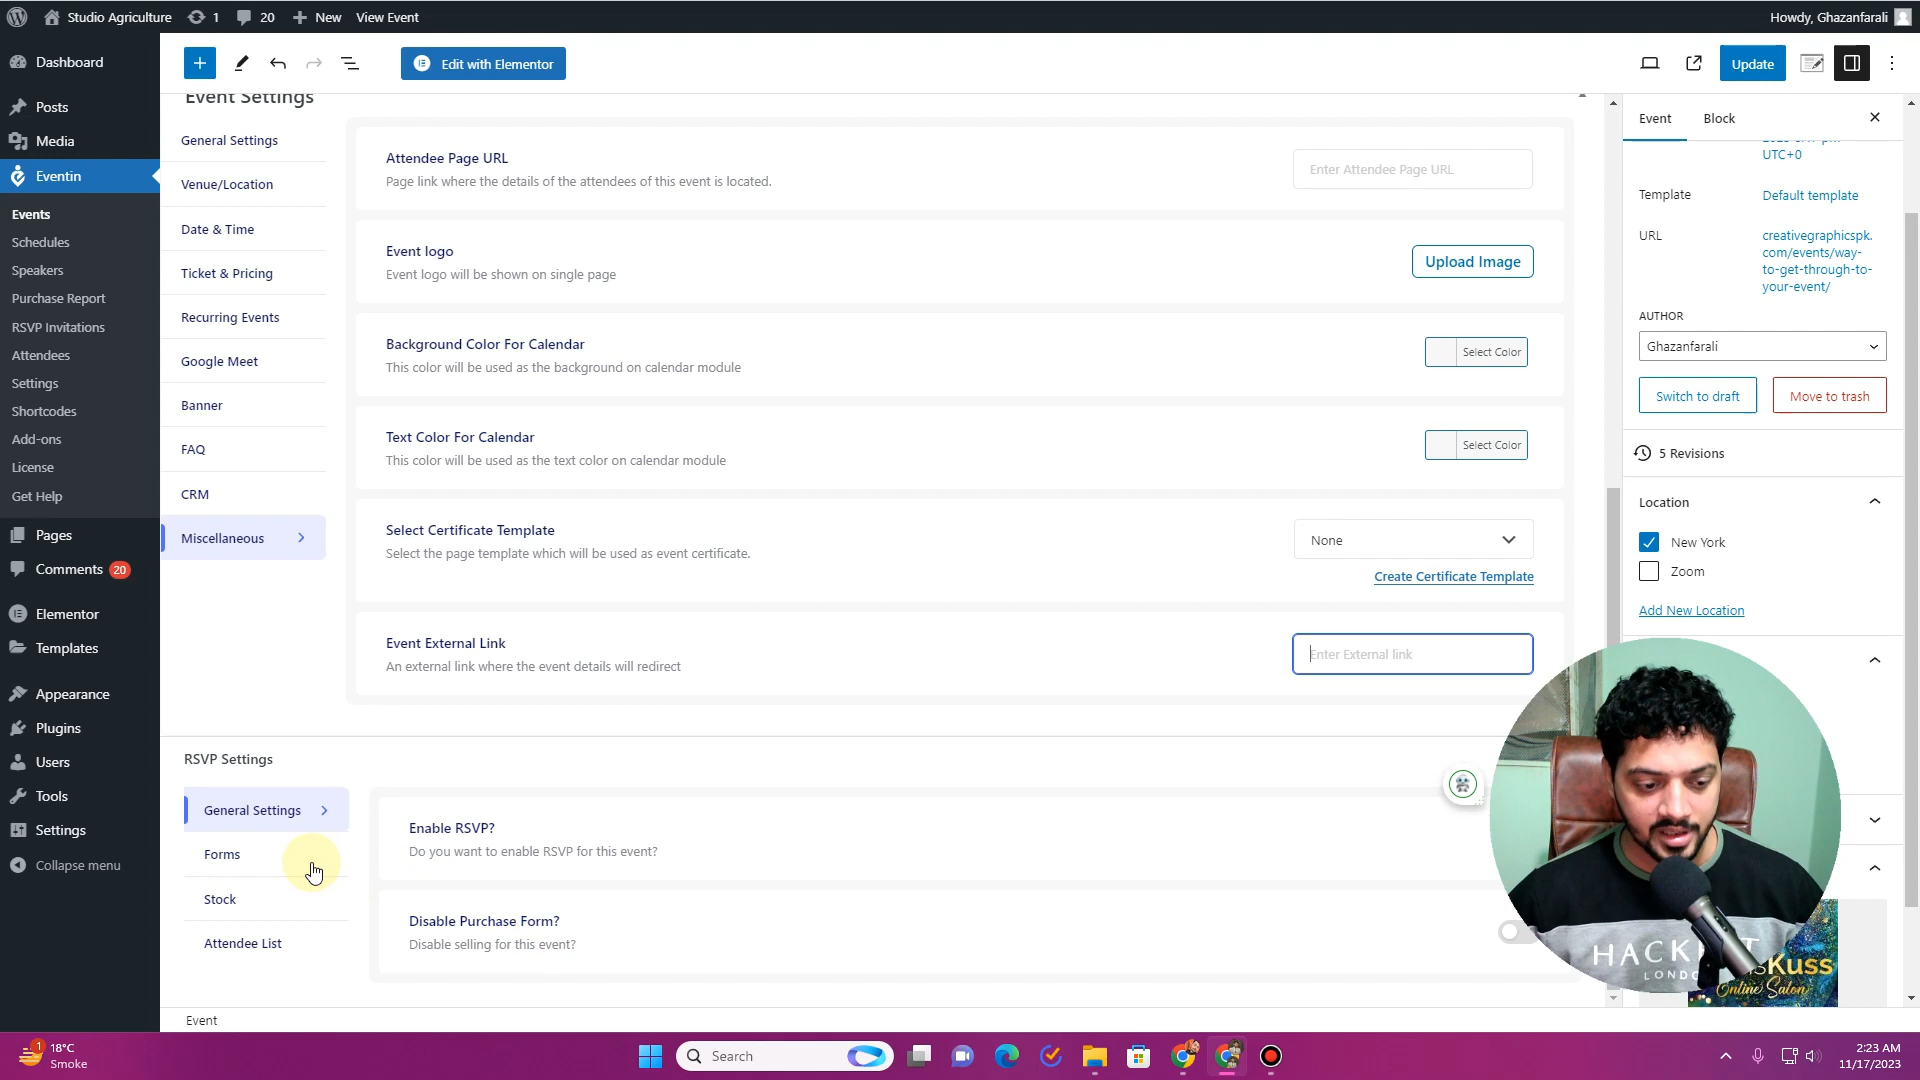 Studio Agriculture
1
20
New
View Event
Howdy, Ghazanfarali
Dashboard
Posts
Media
Eventin
Events
Schedules
Speakers
Purchase Report
RSVP Invitations
Attendees
Settings
Shortcodes
Add-ons
License
Get Help
Pages
Comments 20
Elementor
Templates
Appearance
Plugins
Users
Tools
Settings
Collapse menu
Edit with Elementor
Update
Event Settings
General Settings
Venue/Location
Date & Time
Ticket & Pricing
Recurring Events
Google Meet
Banner
FAQ
CRM
Miscellaneous
Attendee Page URL
Page link where the details of the attendees of this event is located.
Enter Attendee Page URL
Event logo
Event logo will be shown on single page
Upload Image
Background Color For Calendar
This color will be used as the background on calendar module
Select Color
Text Color For Calendar
This color will be used as the text color on calendar module
Select Color
Select Certificate Template
Select the page template which will be used as event certificate.
None
Create Certificate Template
Event External Link
An external link where the event details will redirect
Enter External link
RSVP Settings
General Settings
Forms
Stock
Attendee List
Enable RSVP?
Do you want to enable RSVP for this event?
Disable Purchase Form?
Disable selling for this event?
Event
Event
Block
UTC+0
Template
Default template
URL
creativegraphicspk.
com/events/way-
to-get-through-to-
your-event/
AUTHOR
Ghazanfarali
Switch to draft
Move to trash
5 Revisions
Location
New York
Zoom
Add New Location
LONDON
Kuss
Online Salon
1
18°C
Smoke
Search
2:23 AM
11/17/2023